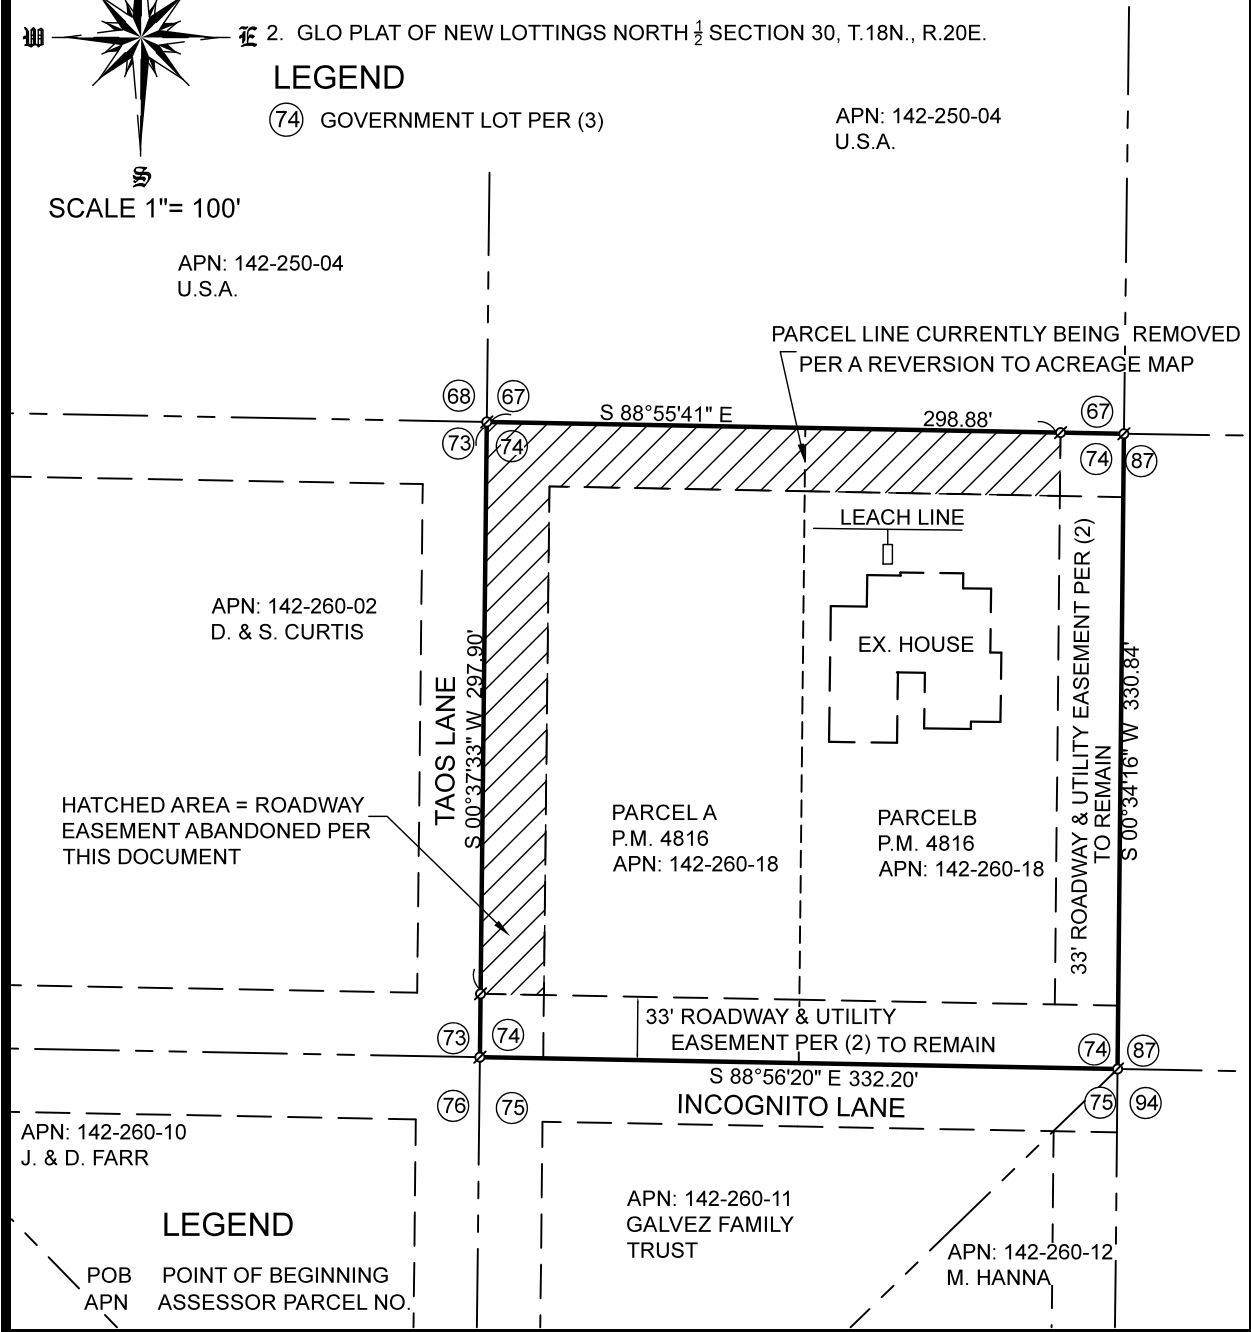 W E 2. GLO PLAT OF NEW LOTTINGS NORTH 1/2 SECTION 30, T.18N., R.20E.
LEGEND
74 GOVERNMENT LOT PER (3)
S
SCALE 1"= 100'
APN: 142-250-04
U.S.A.
APN: 142-250-04
U.S.A.
PARCEL LINE CURRENTLY BEING REMOVED
PER A REVERSION TO ACREAGE MAP
68 67
S 88°55'41" E 298.88'
67
73 74
74 87
LEACH LINE
EX. HOUSE
APN: 142-260-02
D. & S. CURTIS
TAOS LANE
S 00°37'33" W 297.90'
33' ROADWAY & UTILITY EASEMENT PER (2)
TO REMAIN
S 00°34'16" W 330.84'
HATCHED AREA = ROADWAY
EASEMENT ABANDONED PER
THIS DOCUMENT
PARCEL A
P.M. 4816
APN: 142-260-18
PARCELB
P.M. 4816
APN: 142-260-18
33' ROADWAY & UTILITY
EASEMENT PER (2) TO REMAIN
73 74
74 87
S 88°56'20" E 332.20'
INCOGNITO LANE
76 75
75 94
APN: 142-260-10
J. & D. FARR
APN: 142-260-11
GALVEZ FAMILY
TRUST
APN: 142-260-12
M. HANNA
LEGEND
POB POINT OF BEGINNING
APN ASSESSOR PARCEL NO.